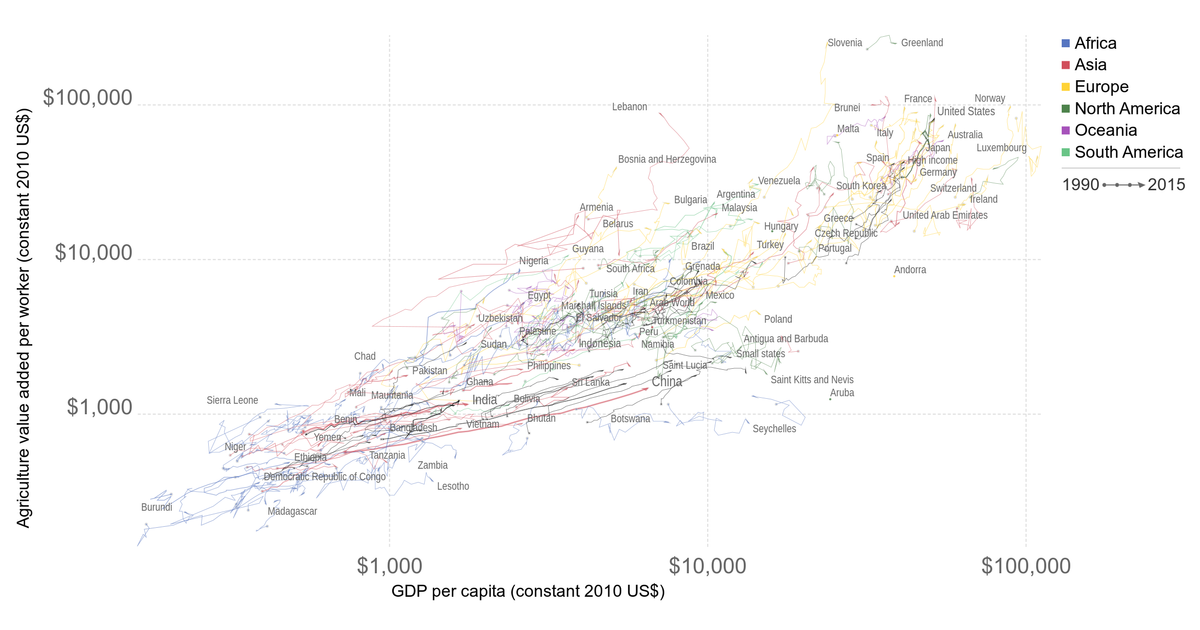 Slovenia
Greenland
Africa
Asia
Europe
North America
Oceania
South America
1990
2015
$100,000
Lebanon
Brunei
France
Norway
United States
Malta
Italy
Australia
Japan
Luxembourg
Bosnia and Herzegovina
Spain
High income
Germany
Venezuela
South Korea
Switzerland
Argentina
Bulgaria
Ireland
Malaysia
Armenia
Belarus
Greece
United Arab Emirates
Hungary
Czech Republic
Guyana
Brazil
Turkey
Portugal
$10,000
Nigeria
South Africa
Grenada
Andorra
Colombia
Egypt
Tunisia
Iran
Mexico
Marshall Islands
Arab World
Uzbekistan
El Salvador
Turkmenistan
Poland
Palestine
Peru
Sudan
Indonesia
Namibia
Antigua and Barbuda
Chad
Small states
Pakistan
Philippines
Saint Lucia
Ghana
Sri Lanka
China
Saint Kitts and Nevis
Mali
Mauritania
Aruba
Sierra Leone
India
Bolivia
$1,000
Benin
Bangladesh
Vietnam
Bhutan
Botswana
Seychelles
Yemen
Niger
Ethiopia
Tanzania
Zambia
Democratic Republic of Congo
Lesotho
Burundi
Madagascar
$1,000
$10,000
$100,000
GDP per capita (constant 2010 US$)
Agriculture value added per worker (constant 2010 US$)